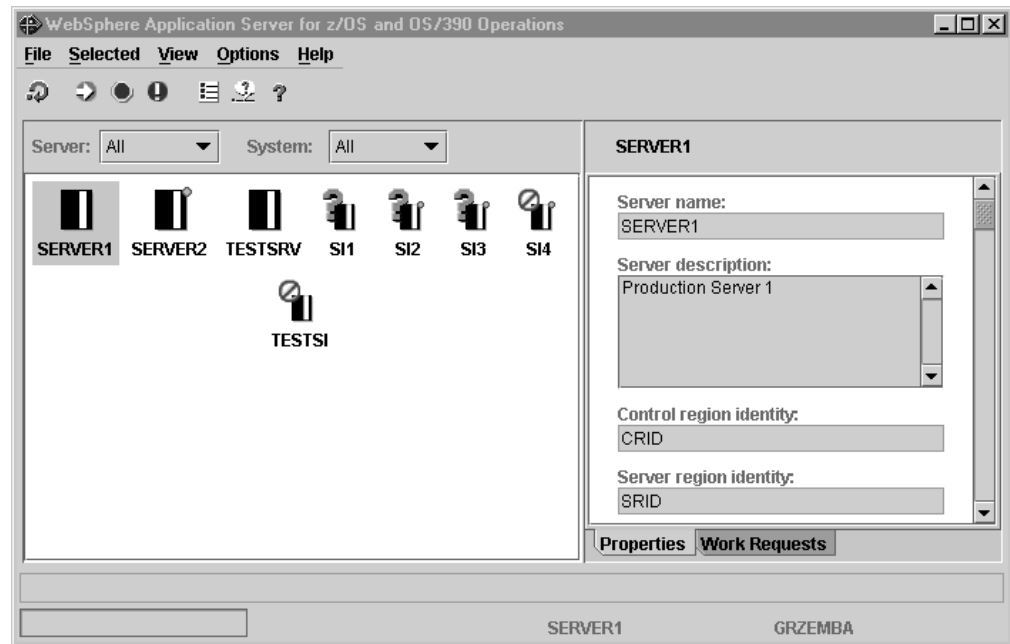 WebSphere Application Server for z/OS and OS/390 Operations
File Selected View Options Help
Server: All System: All
SERVER1
SERVER1 SERVER2 TESTSRV SI1 SI2 SI3 SI4
TESTSI
Server name:
SERVER1
Server description:
Production Server 1
Control region identity:
CRID
Server region identity:
SRID
Properties Work Requests
SERVER1 GRZEMBA